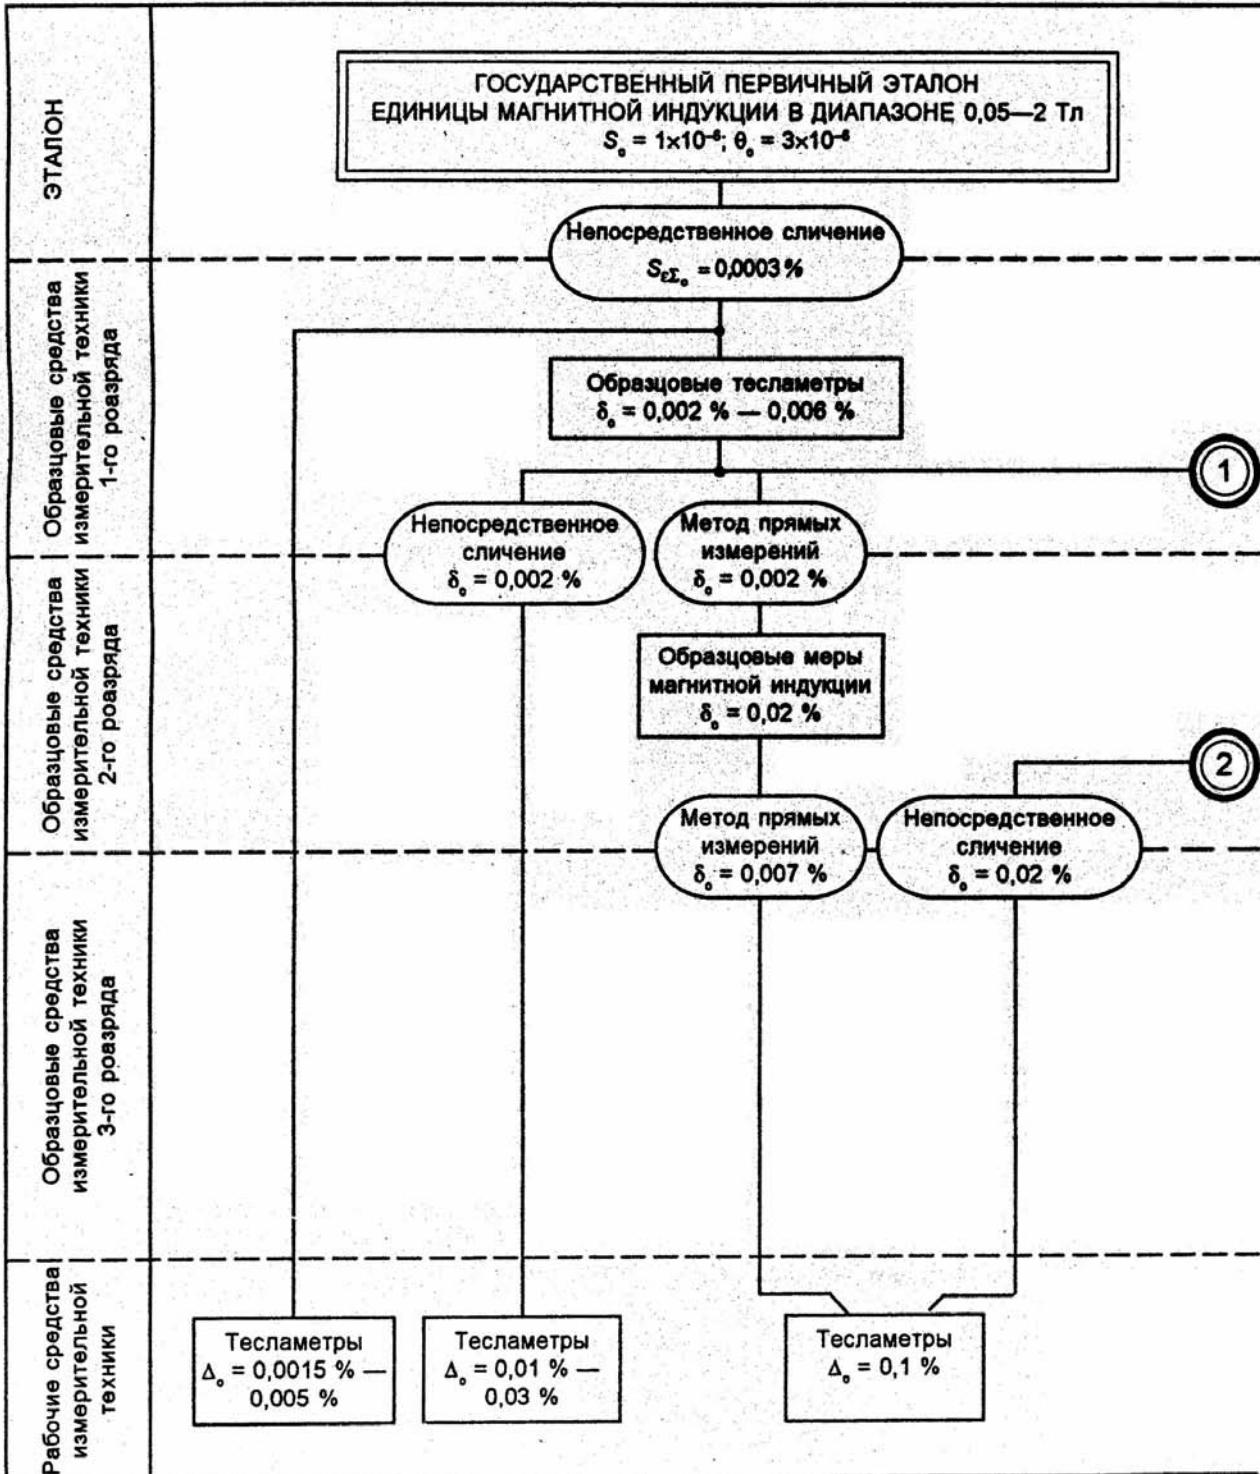 ЭТАЛОН
ГОСУДАРСТВЕННЫЙ ПЕРВИЧНЫЙ ЭТАЛОН
ЕДИНИЦЫ МАГНИТНОЙ ИНДУКЦИИ В ДИАПАЗОНЕ 0,05—2 Тл
S₀ = 1×10⁻⁶; θ₀ = 3×10⁻⁶
Непосредственное сличение
S_εΣ₀ = 0,0003 %
Образцовые средства
измерительной техники
1-го роазряда
Образцовые тесламетры
δ₀ = 0,002 % — 0,006 %
1
Непосредственное
сличение
δ₀ = 0,002 %
Метод прямых
измерений
δ₀ = 0,002 %
Образцовые средства
измерительной техники
2-го роазряда
Образцовые меры
магнитной индукции
δ₀ = 0,02 %
2
Метод прямых
измерений
δ₀ = 0,007 %
Непосредственное
сличение
δ₀ = 0,02 %
Образцовые средства
измерительной техники
3-го роазряда
Рабочие средства
измерительной
техники
Тесламетры
Δ₀ = 0,0015 % —
0,005 %
Тесламетры
Δ₀ = 0,01 % —
0,03 %
Тесламетры
Δ₀ = 0,1 %